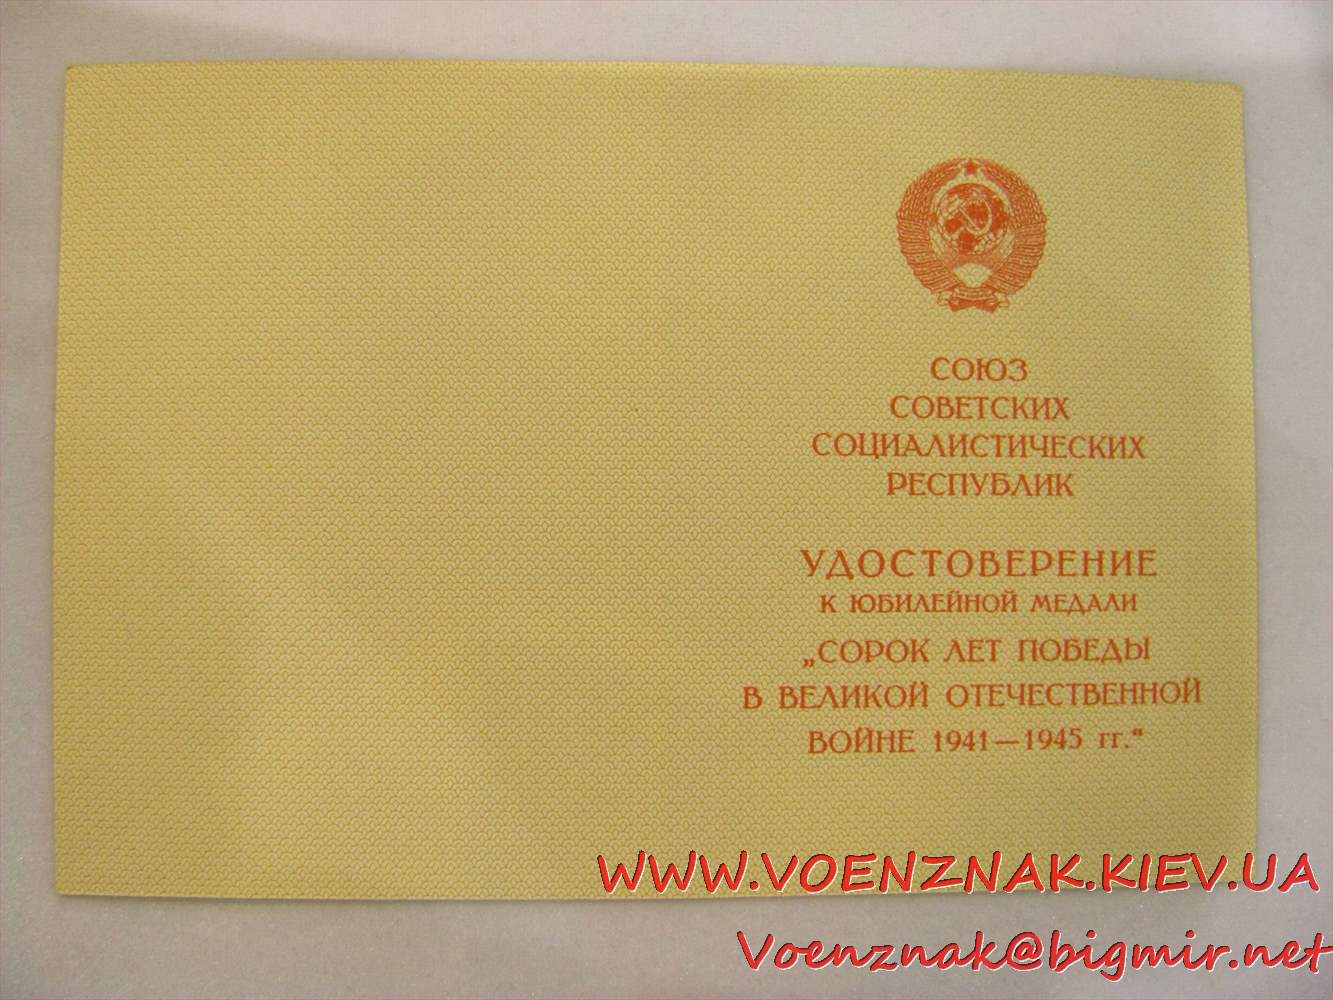 СОЮЗ
СОВЕТСКИХ
СОЦИАЛИСТИЧЕСКИХ
РЕСПУБЛИК
УДОСТОВЕРЕНИЕ
К ЮБИЛЕЙНОЙ МЕДАЛИ
„СОРОК ЛЕТ ПОБЕДЫ
В ВЕЛИКОЙ ОТЕЧЕСТВЕННОЙ
ВОЙНЕ 1941—1945 гг.“
WWW.VOENZNAK.KIEV.UA
Voenznak@bigmir.net